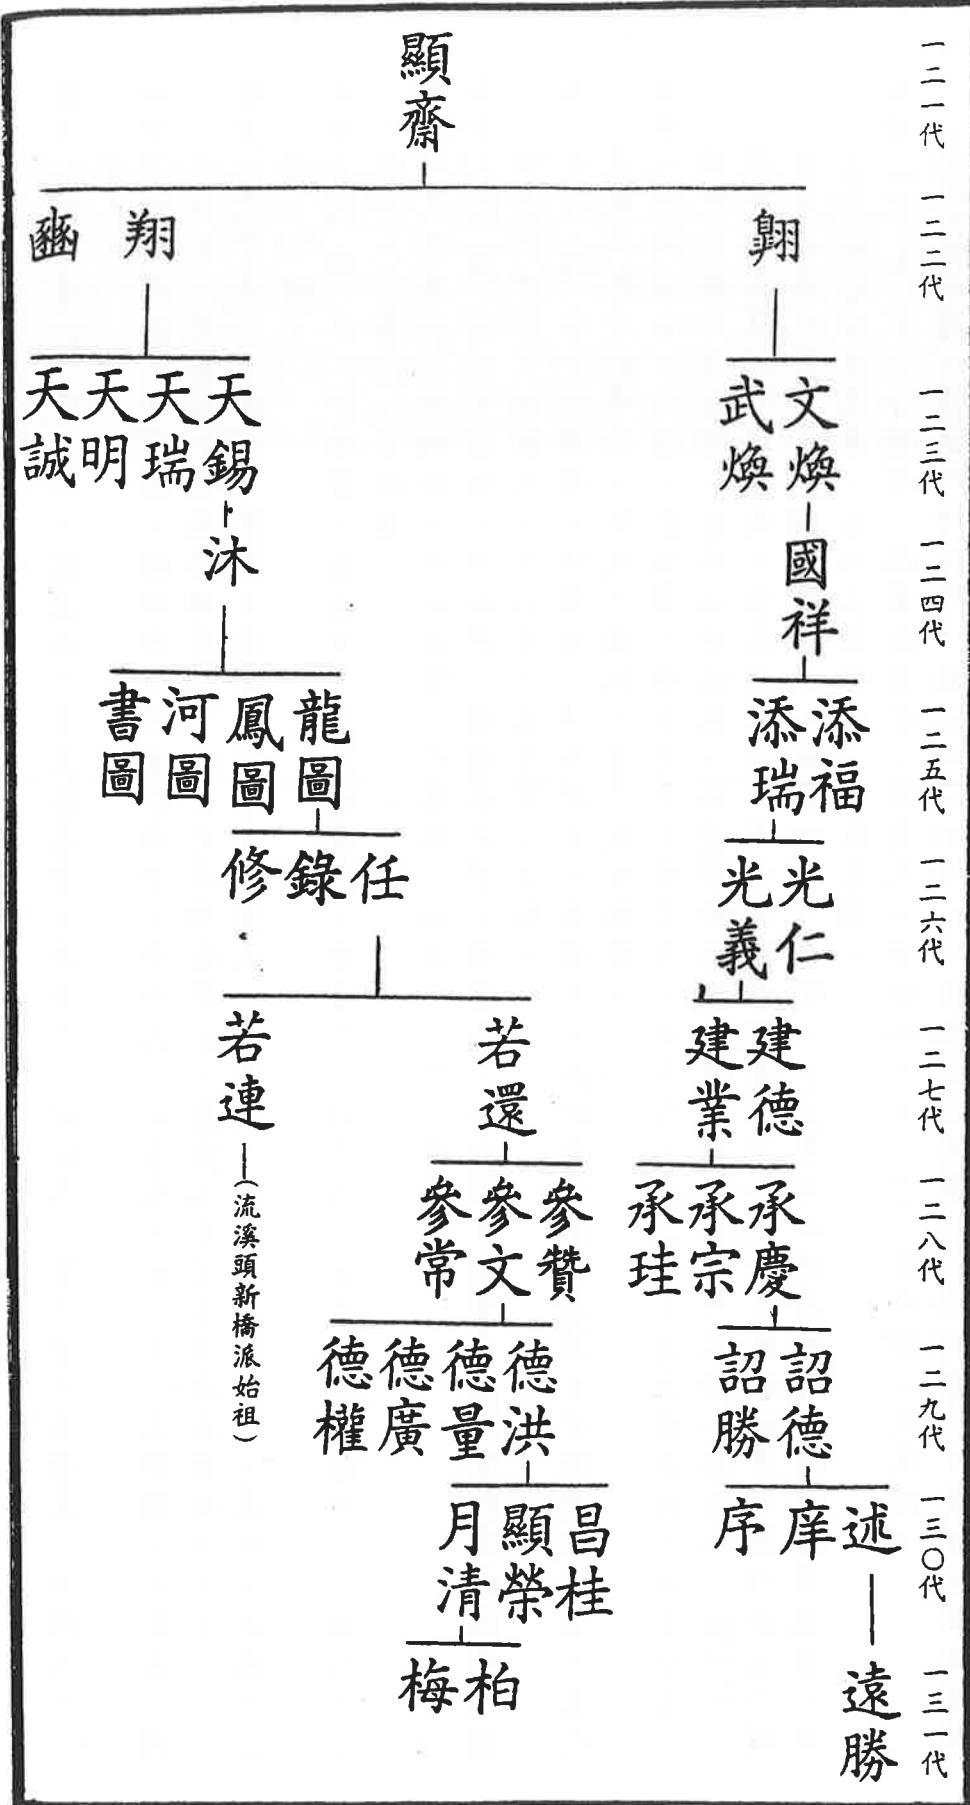 一二一代
顯齋
一二二代
翺
翔
一二三代
文煥
武煥
天錫
天瑞
天明
天誠
一二四代
國祥
沐
一二五代
添福
添瑞
龍圖
鳳圖
河圖
書圖
一二六代
光仁
光義
任
錄
修
一二七代
建德
建業
若還
若連
（流溪頭新橋派始祖）
一二八代
承慶
承宗
承珪
參贊
參文
參常
一二九代
詔德
詔勝
德洪
德量
德廣
德權
一三〇代
述
庠
序
昌桂
顯榮
月清
一三一代
遠勝
柏
梅